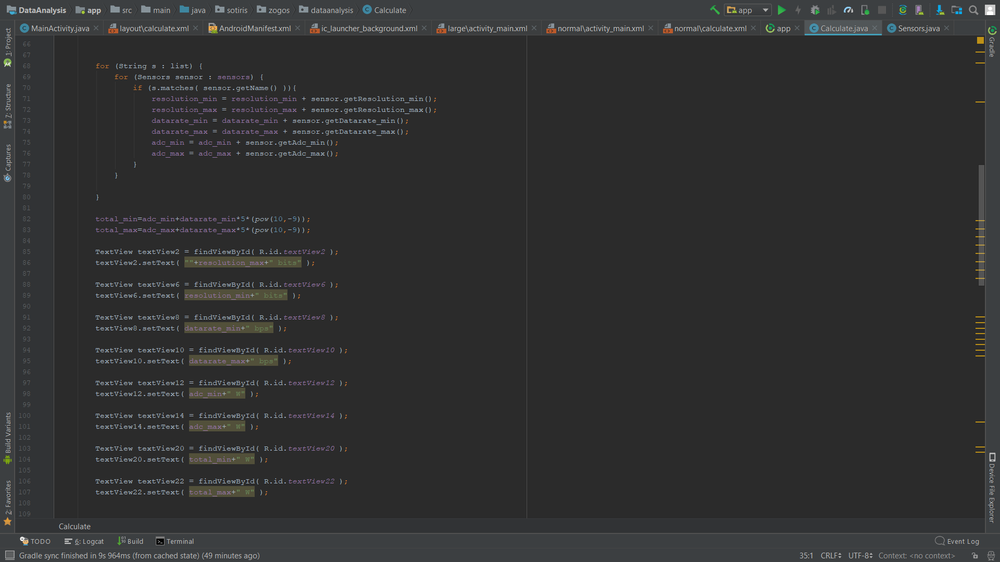 DataAnalysis app src main java sotiris zogos dataanalysis Calculate app
MainActivity.java layout\calculate.xml AndroidManifest.xml ic_launcher_background.xml large\activity_main.xml normal\activity_main.xml normal\calculate.xml app Calculate.java Sensors.java
1: Project
7: Structure
Captures
Build Variants
2: Favorites
Gradle
Device File Explorer
66
67
68 for (String s : list) {
69 for (Sensors sensor : sensors) {
70 if (s.matches( sensor.getName() )){
71 resolution_min = resolution_min + sensor.getResolution_min();
72 resolution_max = resolution_max + sensor.getResolution_max();
73 datarate_min = datarate_min + sensor.getDatarate_min();
74 datarate_max = datarate_max + sensor.getDatarate_max();
75 adc_min = adc_min + sensor.getAdc_min();
76 adc_max = adc_max + sensor.getAdc_max();
77 }
78 }
79
80 }
81
82 total_min=adc_min+datarate_min*5*(pow(10,-9));
83 total_max=adc_max+datarate_max*5*(pow(10,-9));
84
85 TextView textView2 = findViewById( R.id.textView2 );
86 textView2.setText( ""+resolution_max+" bits" );
87
88 TextView textView6 = findViewById( R.id.textView6 );
89 textView6.setText( resolution_min+" bits" );
90
91 TextView textView8 = findViewById( R.id.textView8 );
92 textView8.setText( datarate_min+" bps" );
93
94 TextView textView10 = findViewById( R.id.textView10 );
95 textView10.setText( datarate_max+" bps" );
96
97 TextView textView12 = findViewById( R.id.textView12 );
98 textView12.setText( adc_min+" W" );
99
100 TextView textView14 = findViewById( R.id.textView14 );
101 textView14.setText( adc_max+" W" );
102
103 TextView textView20 = findViewById( R.id.textView20 );
104 textView20.setText( total_min+" W" );
105
106 TextView textView22 = findViewById( R.id.textView22 );
107 textView22.setText( total_max+" W" );
108
109
Calculate
TODO 6: Logcat Build Terminal Event Log
Gradle sync finished in 9s 964ms (from cached state) (49 minutes ago) 35:1 CRLF UTF-8 Context: <no context>